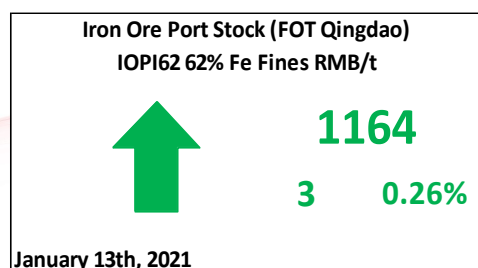 Iron Ore Port Stock (FOT Qingdao)
IOPI62 62% Fe Fines RMB/t
1164
3 0.26%
January 13th, 2021